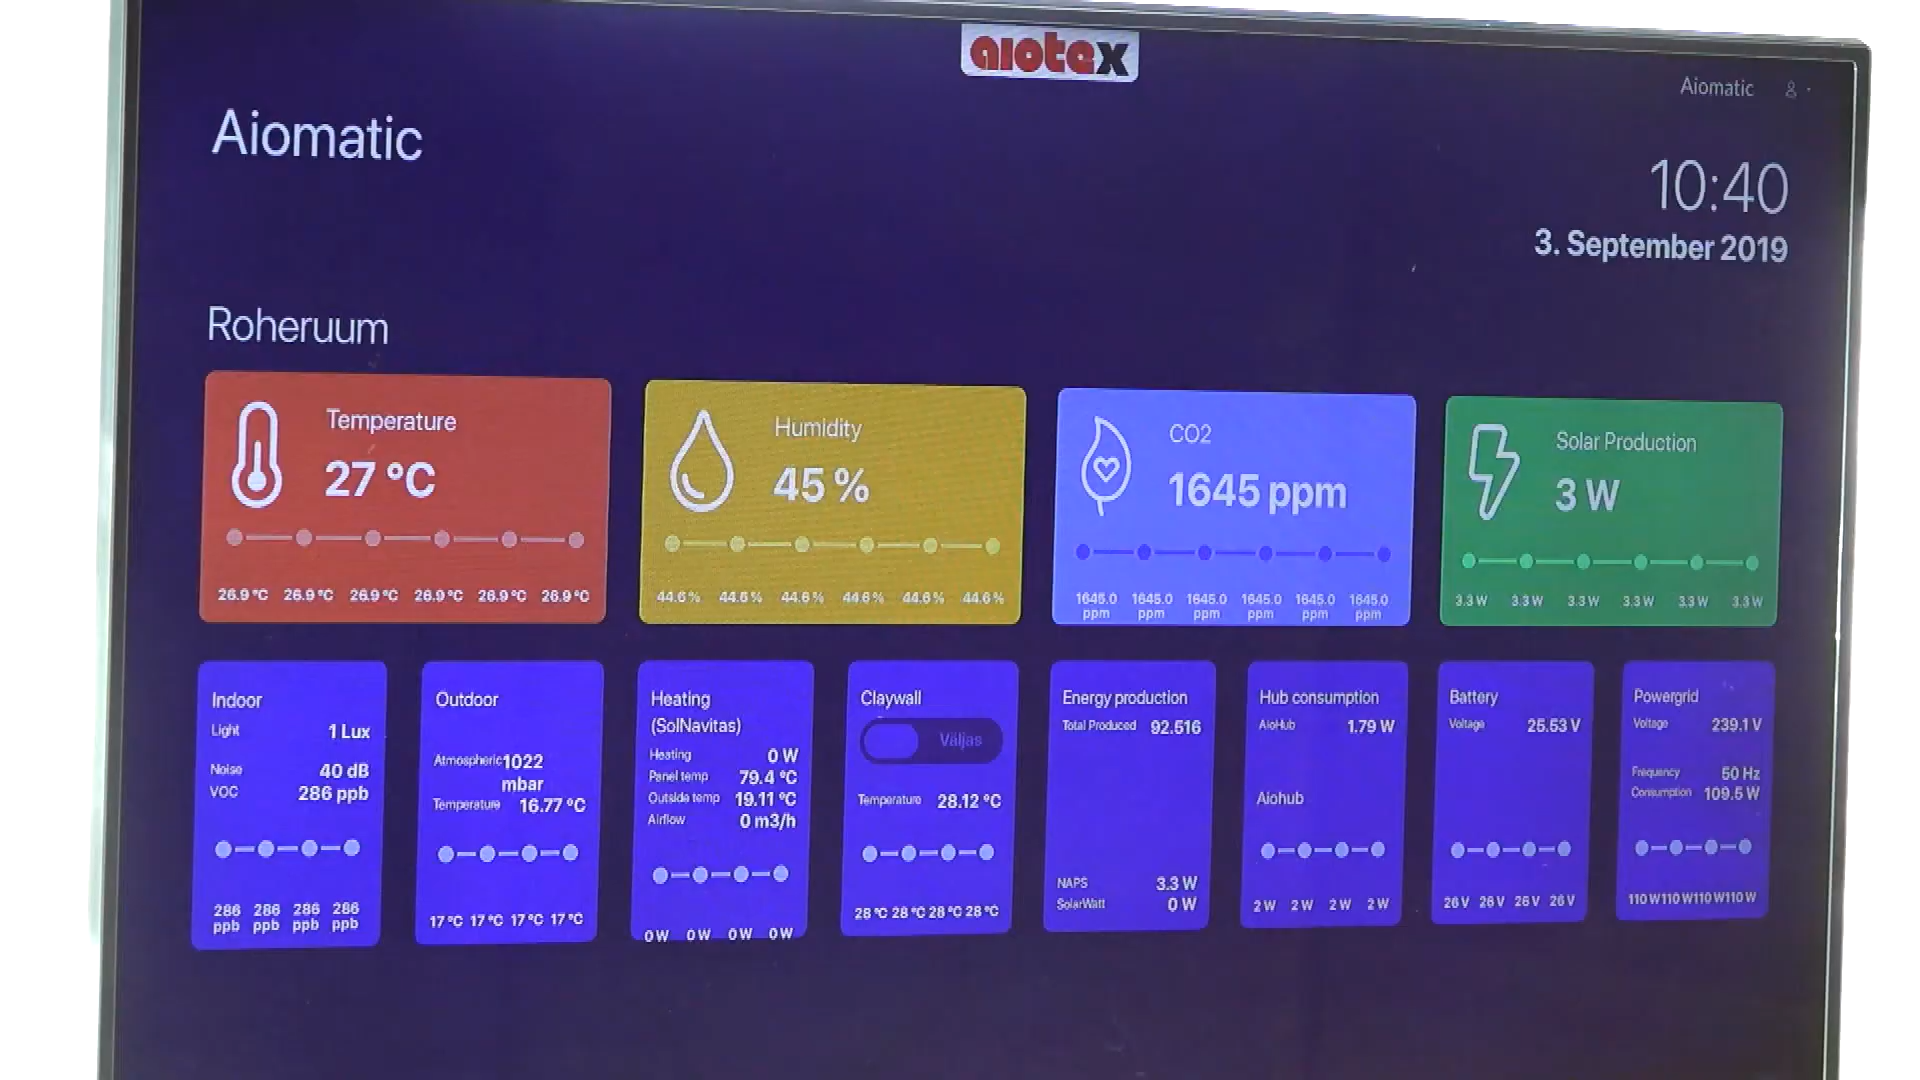 aiotex
Aiomatic
Aiomatic
10:40
3. September 2019
Roheruum
Temperature
27 °C
26.9 °C 26.9 °C 26.9 °C 26.9 °C 26.9 °C 26.9 °C
Humidity
45 %
44.6 % 44.6 % 44.6 % 44.6 % 44.6 % 44.6 %
CO2
1645 ppm
1645.0 1645.0 1645.0 1645.0 1645.0 1645.0
ppm ppm ppm ppm ppm ppm
Solar Production
3 W
3.3 W 3.3 W 3.3 W 3.3 W 3.3 W 3.3 W
Indoor
Light 1 Lux
Noise 40 dB
VOC 286 ppb
286 286 286 286
ppb ppb ppb ppb
Outdoor
Atmospheric 1022
mbar
Temperature 16.77 °C
17 °C 17 °C 17 °C 17 °C
Heating
(SolNavitas)
Heating 0 W
Panel temp 79.4 °C
Outside temp 19.11 °C
Airflow 0 m3/h
0 W 0 W 0 W 0 W
Claywall
Väljas
Temperature 28.12 °C
28 °C 28 °C 28 °C 28 °C
Energy production
Total Produced 92.516
NAPS 3.3 W
SolarWatt 0 W
Hub consumption
AioHub 1.79 W
Aiohub
2 W 2 W 2 W 2 W
Battery
Voltage 25.53 V
26 V 26 V 26 V 26 V
Powergrid
Voltage 239.1 V
Frequency 50 Hz
Consumption 109.5 W
110 W 110 W 110 W 110 W